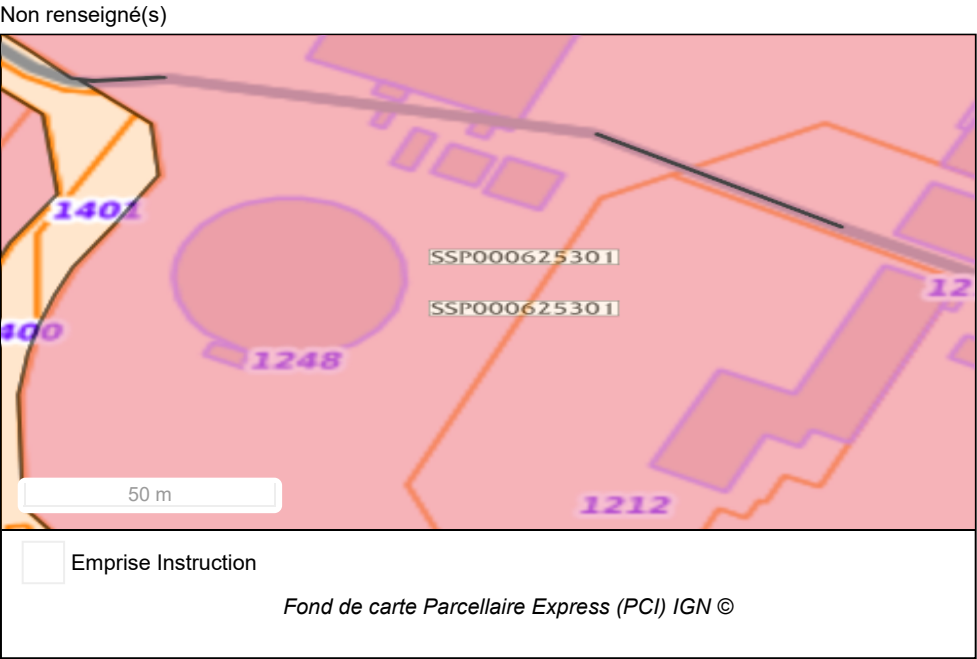 Non renseigné(s)
1401
SSP000625301
12
SSP000625301
400
1248
50 m
1212
Emprise Instruction
Fond de carte Parcellaire Express (PCI) IGN ©